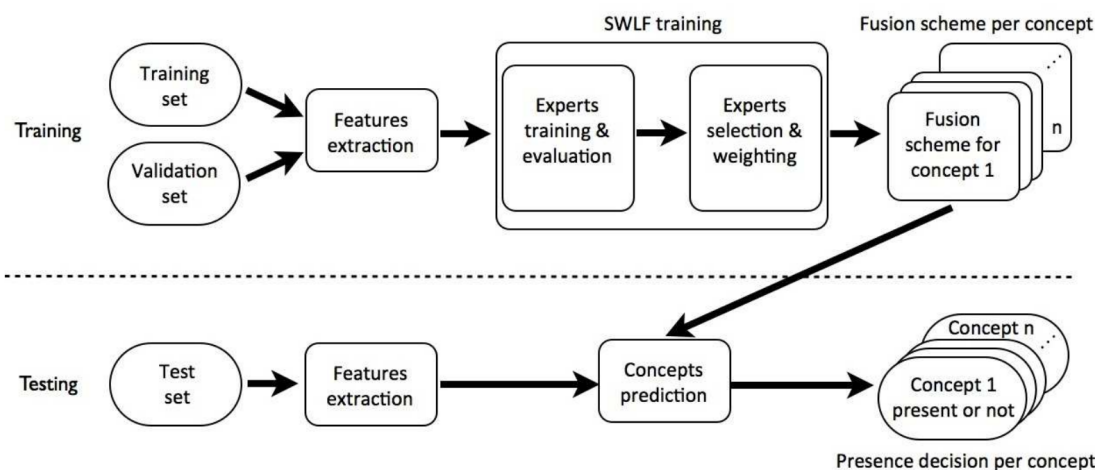 SWLF training
Fusion scheme per concept
Training
Training
set
Validation
set
Features
extraction
Experts
training &
evaluation
Experts
selection &
weighting
Fusion
scheme for
concept 1
...
n
Testing
Test
set
Features
extraction
Concepts
prediction
Concept n
...
Concept 1
present or not
Presence decision per concept